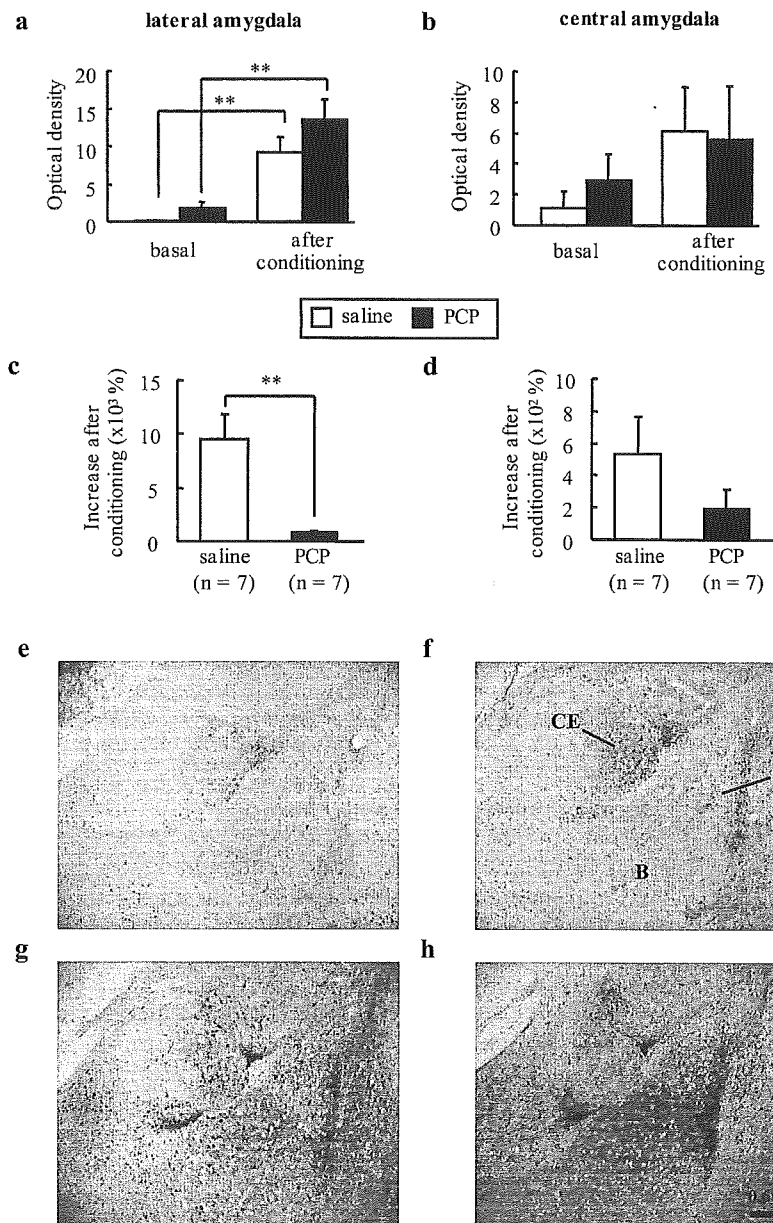 a lateral amygdala
b central amygdala
** **
Optical density
20
15
10
5
0
basal
after conditioning
Optical density
10
8
6
4
2
0
basal
after conditioning
saline PCP
c
Increase after conditioning (x10³ %)
15
10
5
0
**
saline (n = 7)
PCP (n = 7)
d
Increase after conditioning (x10² %)
10
8
6
4
2
0
saline (n = 7)
PCP (n = 7)
e
f
CE
B
g
h